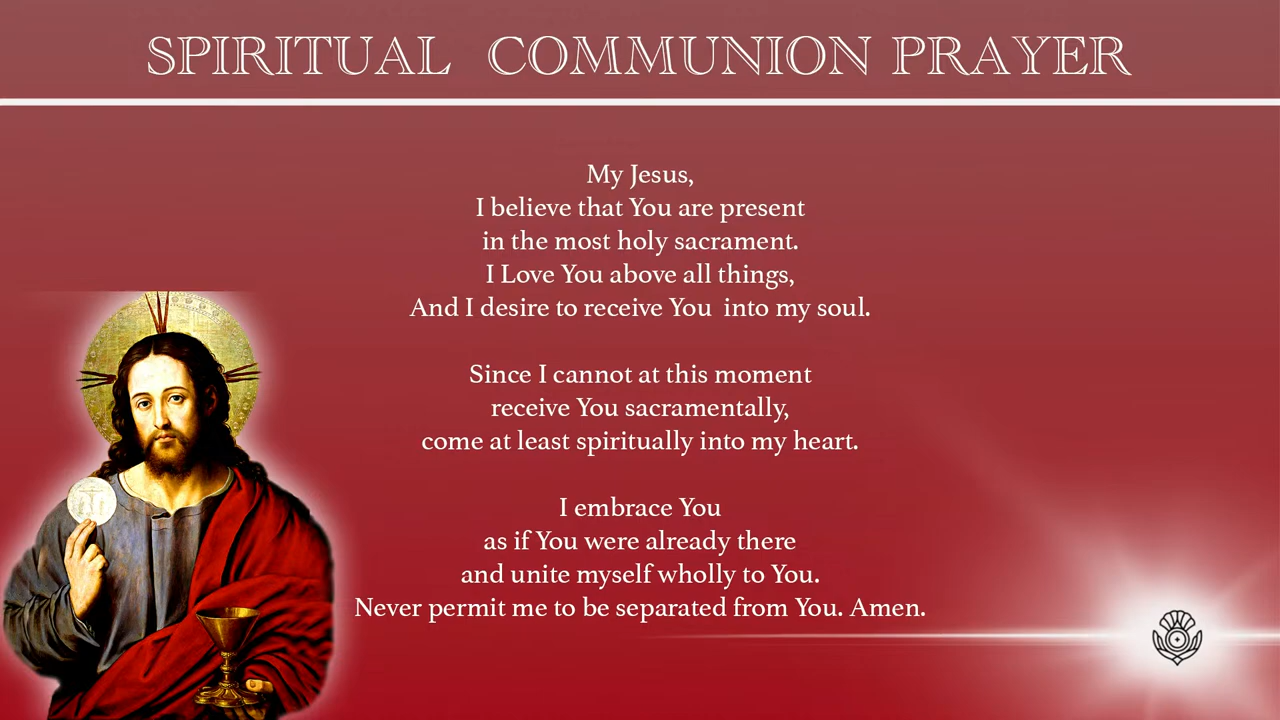 SPIRITUAL COMMUNION PRAYER
My Jesus,
I believe that You are present
in the most holy sacrament.
I Love You above all things,
And I desire to receive You into my soul.
Since I cannot at this moment
receive You sacramentally,
come at least spiritually into my heart.
I embrace You
as if You were already there
and unite myself wholly to You.
Never permit me to be separated from You. Amen.